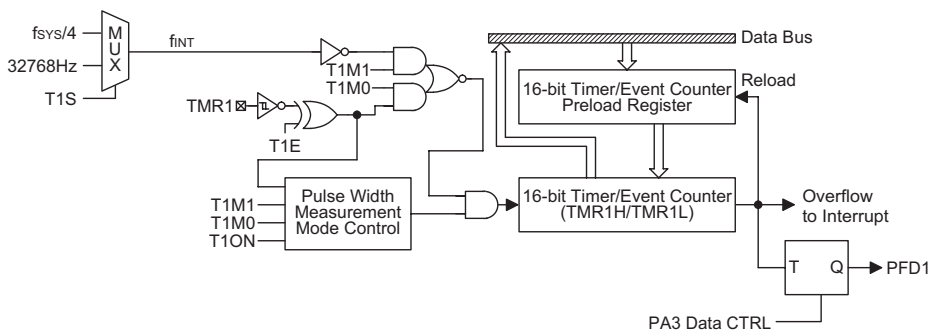 fSYS/4
MUX
fINT
32768Hz
T1S
T1M1
T1M0
TMR1
T1E
Data Bus
16-bit Timer/Event Counter
Preload Register
Reload
T1M1
T1M0
T1ON
Pulse Width
Measurement
Mode Control
16-bit Timer/Event Counter
(TMR1H/TMR1L)
Overflow
to Interrupt
T
Q
PFD1
PA3 Data CTRL